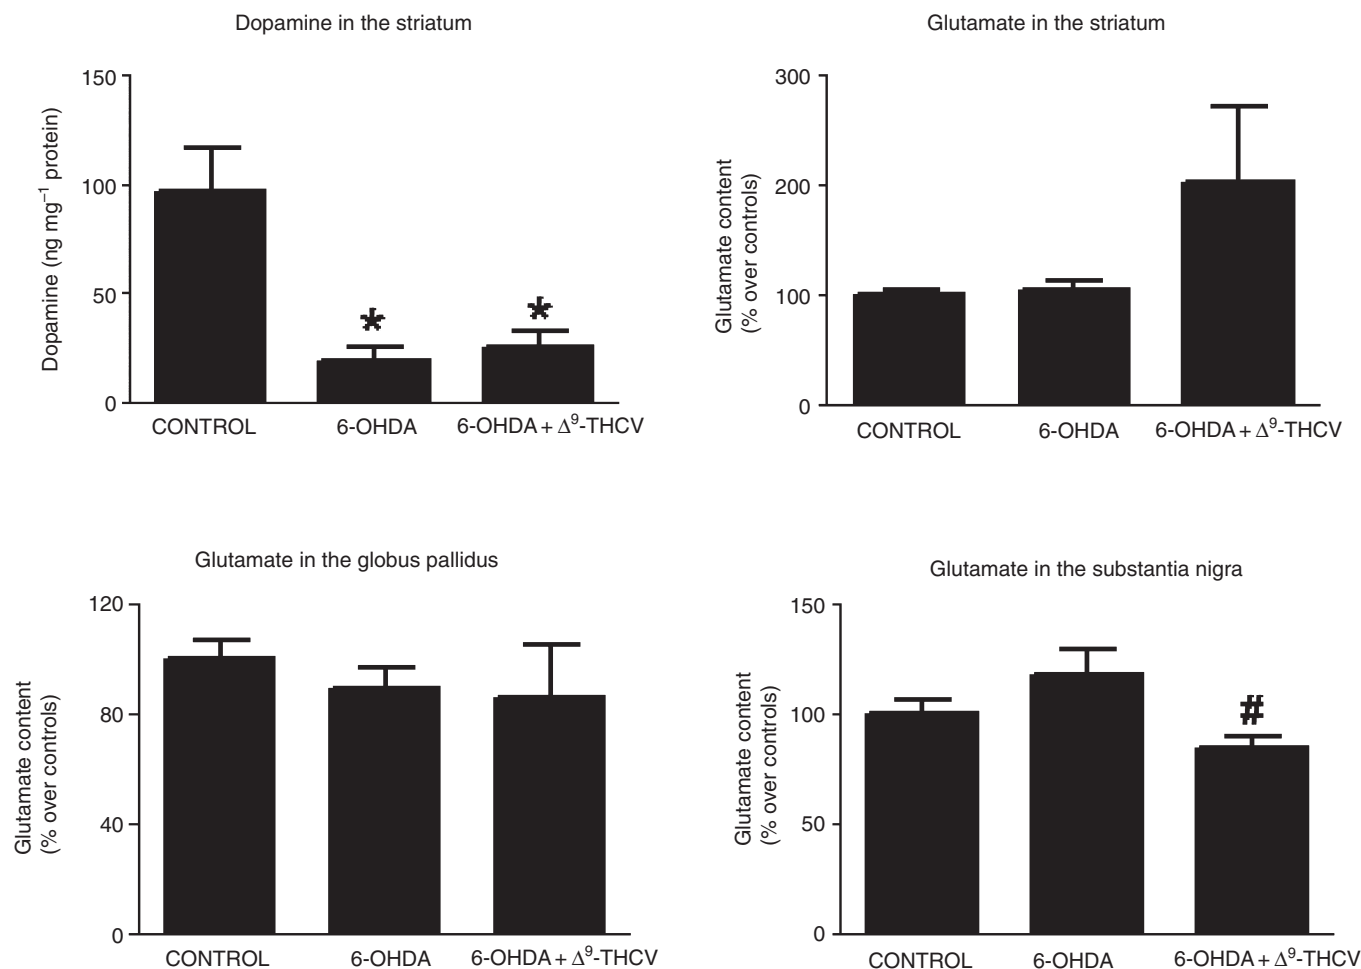 Dopamine in the striatum
150
100
50
0
Dopamine (ng mg⁻¹ protein)
*
*
CONTROL
6-OHDA
6-OHDA + Δ⁹-THCV
Glutamate in the striatum
300
200
100
0
Glutamate content
(% over controls)
CONTROL
6-OHDA
6-OHDA + Δ⁹-THCV
Glutamate in the globus pallidus
120
80
40
0
Glutamate content
(% over controls)
CONTROL
6-OHDA
6-OHDA + Δ⁹-THCV
Glutamate in the substantia nigra
150
100
50
0
Glutamate content
(% over controls)
#
CONTROL
6-OHDA
6-OHDA + Δ⁹-THCV